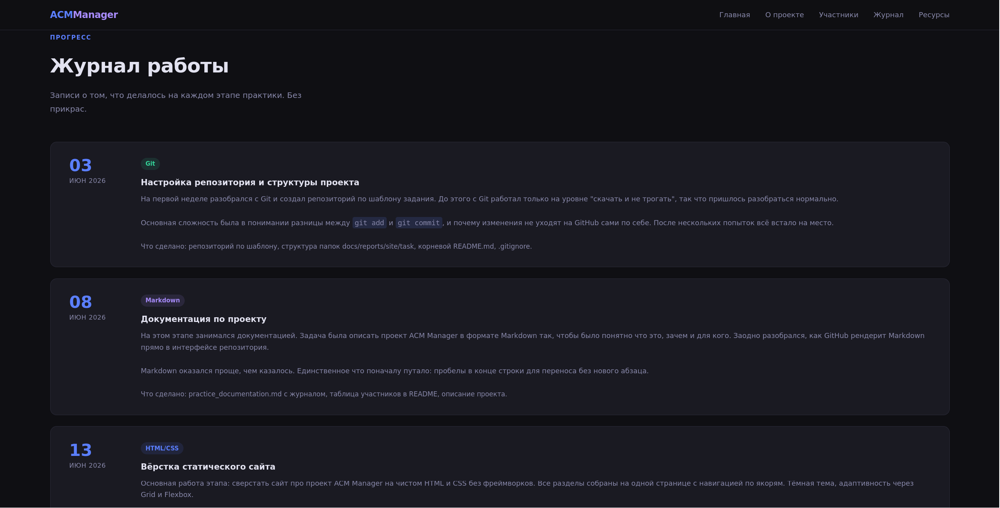 ACMManager
Главная О проекте Участники Журнал Ресурсы
ПРОГРЕСС
Журнал работы
Записи о том, что делалось на каждом этапе практики. Без
прикрас.
03
ИЮН 2026
Git
Настройка репозитория и структуры проекта
На первой неделе разобрался с Git и создал репозиторий по шаблону задания. До этого с Git работал только на уровне "скачать и не трогать", так что пришлось разобраться нормально.
Основная сложность была в понимании разницы между git add и git commit, и почему изменения не уходят на GitHub сами по себе. После нескольких попыток всё встало на место.
Что сделано: репозиторий по шаблону, структура папок docs/reports/site/task, корневой README.md, .gitignore.
08
ИЮН 2026
Markdown
Документация по проекту
На этом этапе занимался документацией. Задача была описать проект ACM Manager в формате Markdown так, чтобы было понятно что это, зачем и для кого. Заодно разобрался, как GitHub рендерит Markdown
прямо в интерфейсе репозитория.
Markdown оказался проще, чем казалось. Единственное что поначалу путало: пробелы в конце строки для переноса без нового абзаца.
Что сделано: practice_documentation.md с журналом, таблица участников в README, описание проекта.
13
ИЮН 2026
HTML/CSS
Вёрстка статического сайта
Основная работа этапа: сверстать сайт про проект ACM Manager на чистом HTML и CSS без фреймворков. Все разделы собраны на одной странице с навигацией по якорям. Тёмная тема, адаптивность через
Grid и Flexbox.